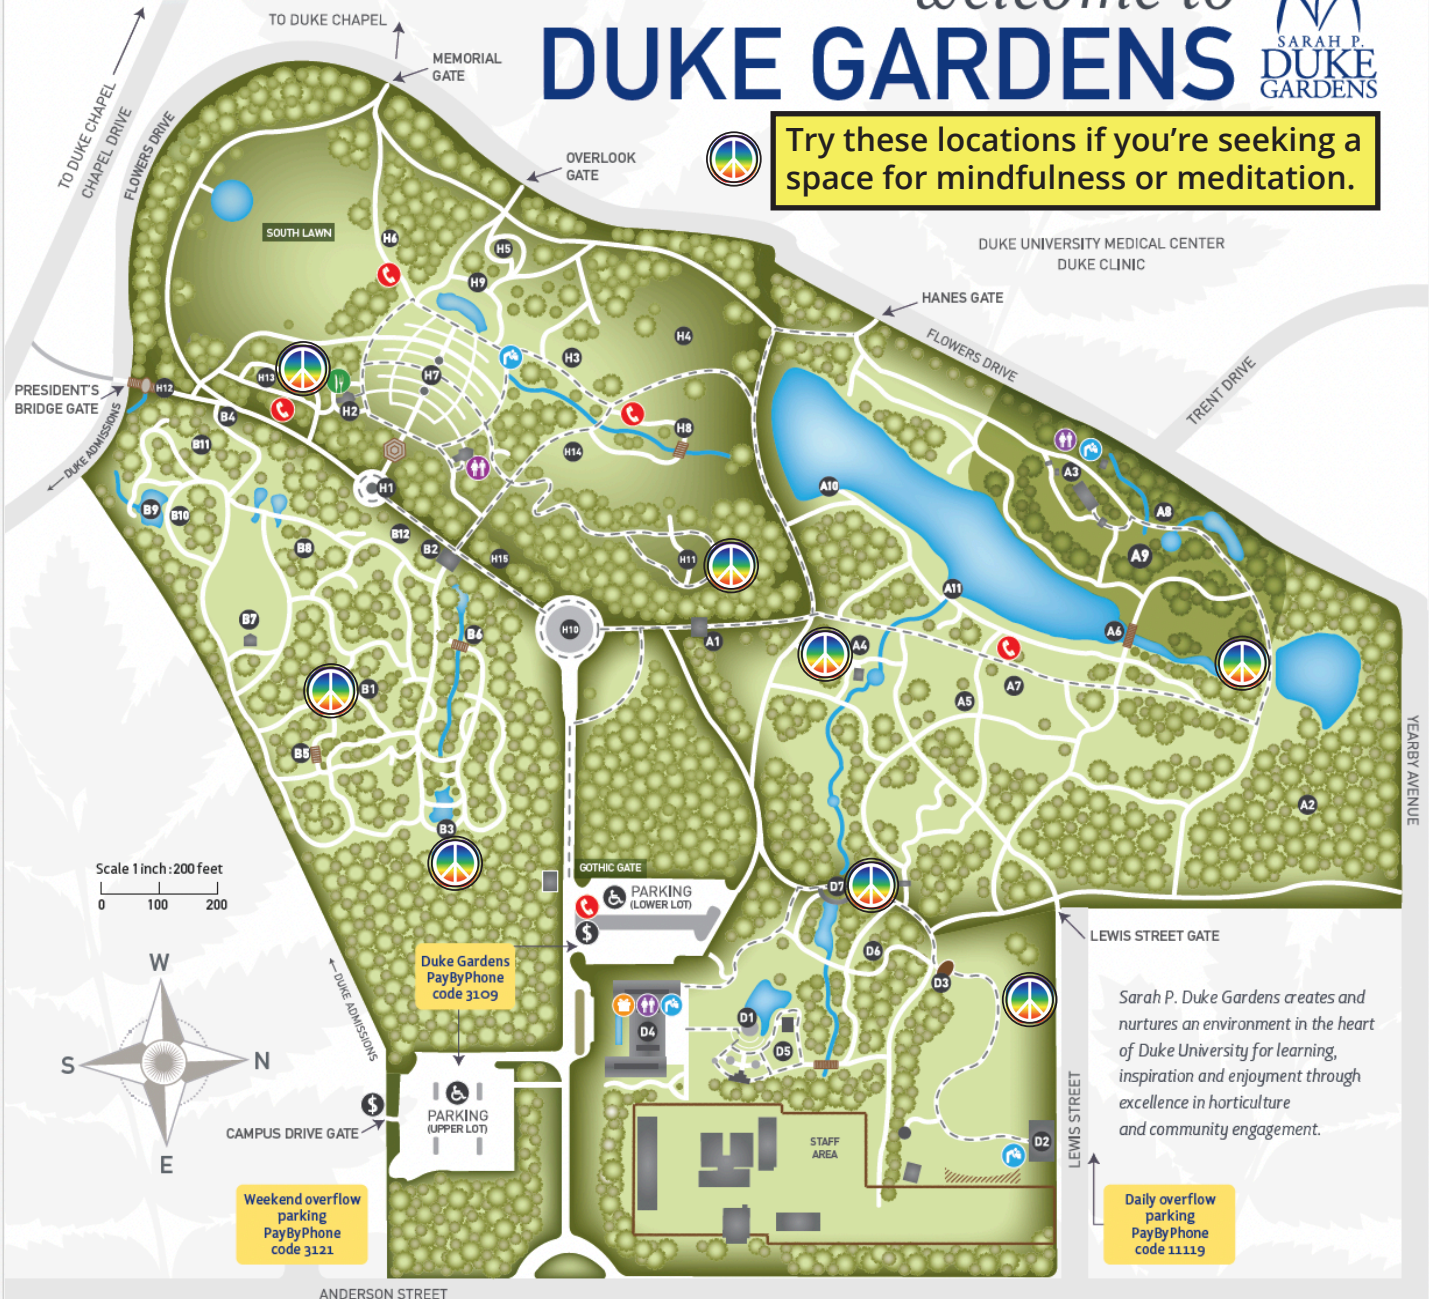 welcome to
DUKE GARDENS
SARAH P.
DUKE
GARDENS
Try these locations if you’re seeking a
space for mindfulness or meditation.
TO DUKE CHAPEL
MEMORIAL
GATE
TO DUKE CHAPEL
CHAPEL DRIVE
FLOWERS DRIVE
OVERLOOK
GATE
DUKE UNIVERSITY MEDICAL CENTER
DUKE CLINIC
HANES GATE
FLOWERS DRIVE
TRENT DRIVE
SOUTH LAWN
H6
H5
H9
H4
H3
H7
H13
H2
H12
PRESIDENT'S
BRIDGE GATE
DUKE ADMISSIONS
B4
B11
H8
H14
H1
A3
A10
A8
B9
B10
B12
B8
B2
H15
H11
A9
A11
B7
B6
H10
A1
A4
A6
B1
A7
A5
B5
YEARBY AVENUE
A2
B3
Scale 1 inch : 200 feet
0 100 200
GOTHIC GATE
PARKING
(LOWER LOT)
$
D7
LEWIS STREET GATE
D6
D3
Duke Gardens
PayByPhone
code 3109
DUKE ADMISSIONS
W
S
N
E
D1
D4
D5
Sarah P. Duke Gardens creates and
nurtures an environment in the heart
of Duke University for learning,
inspiration and enjoyment through
excellence in horticulture
and community engagement.
$
PARKING
(UPPER LOT)
CAMPUS DRIVE GATE
STAFF
AREA
D2
LEWIS STREET
Weekend overflow
parking
PayByPhone
code 3121
Daily overflow
parking
PayByPhone
code 11119
ANDERSON STREET